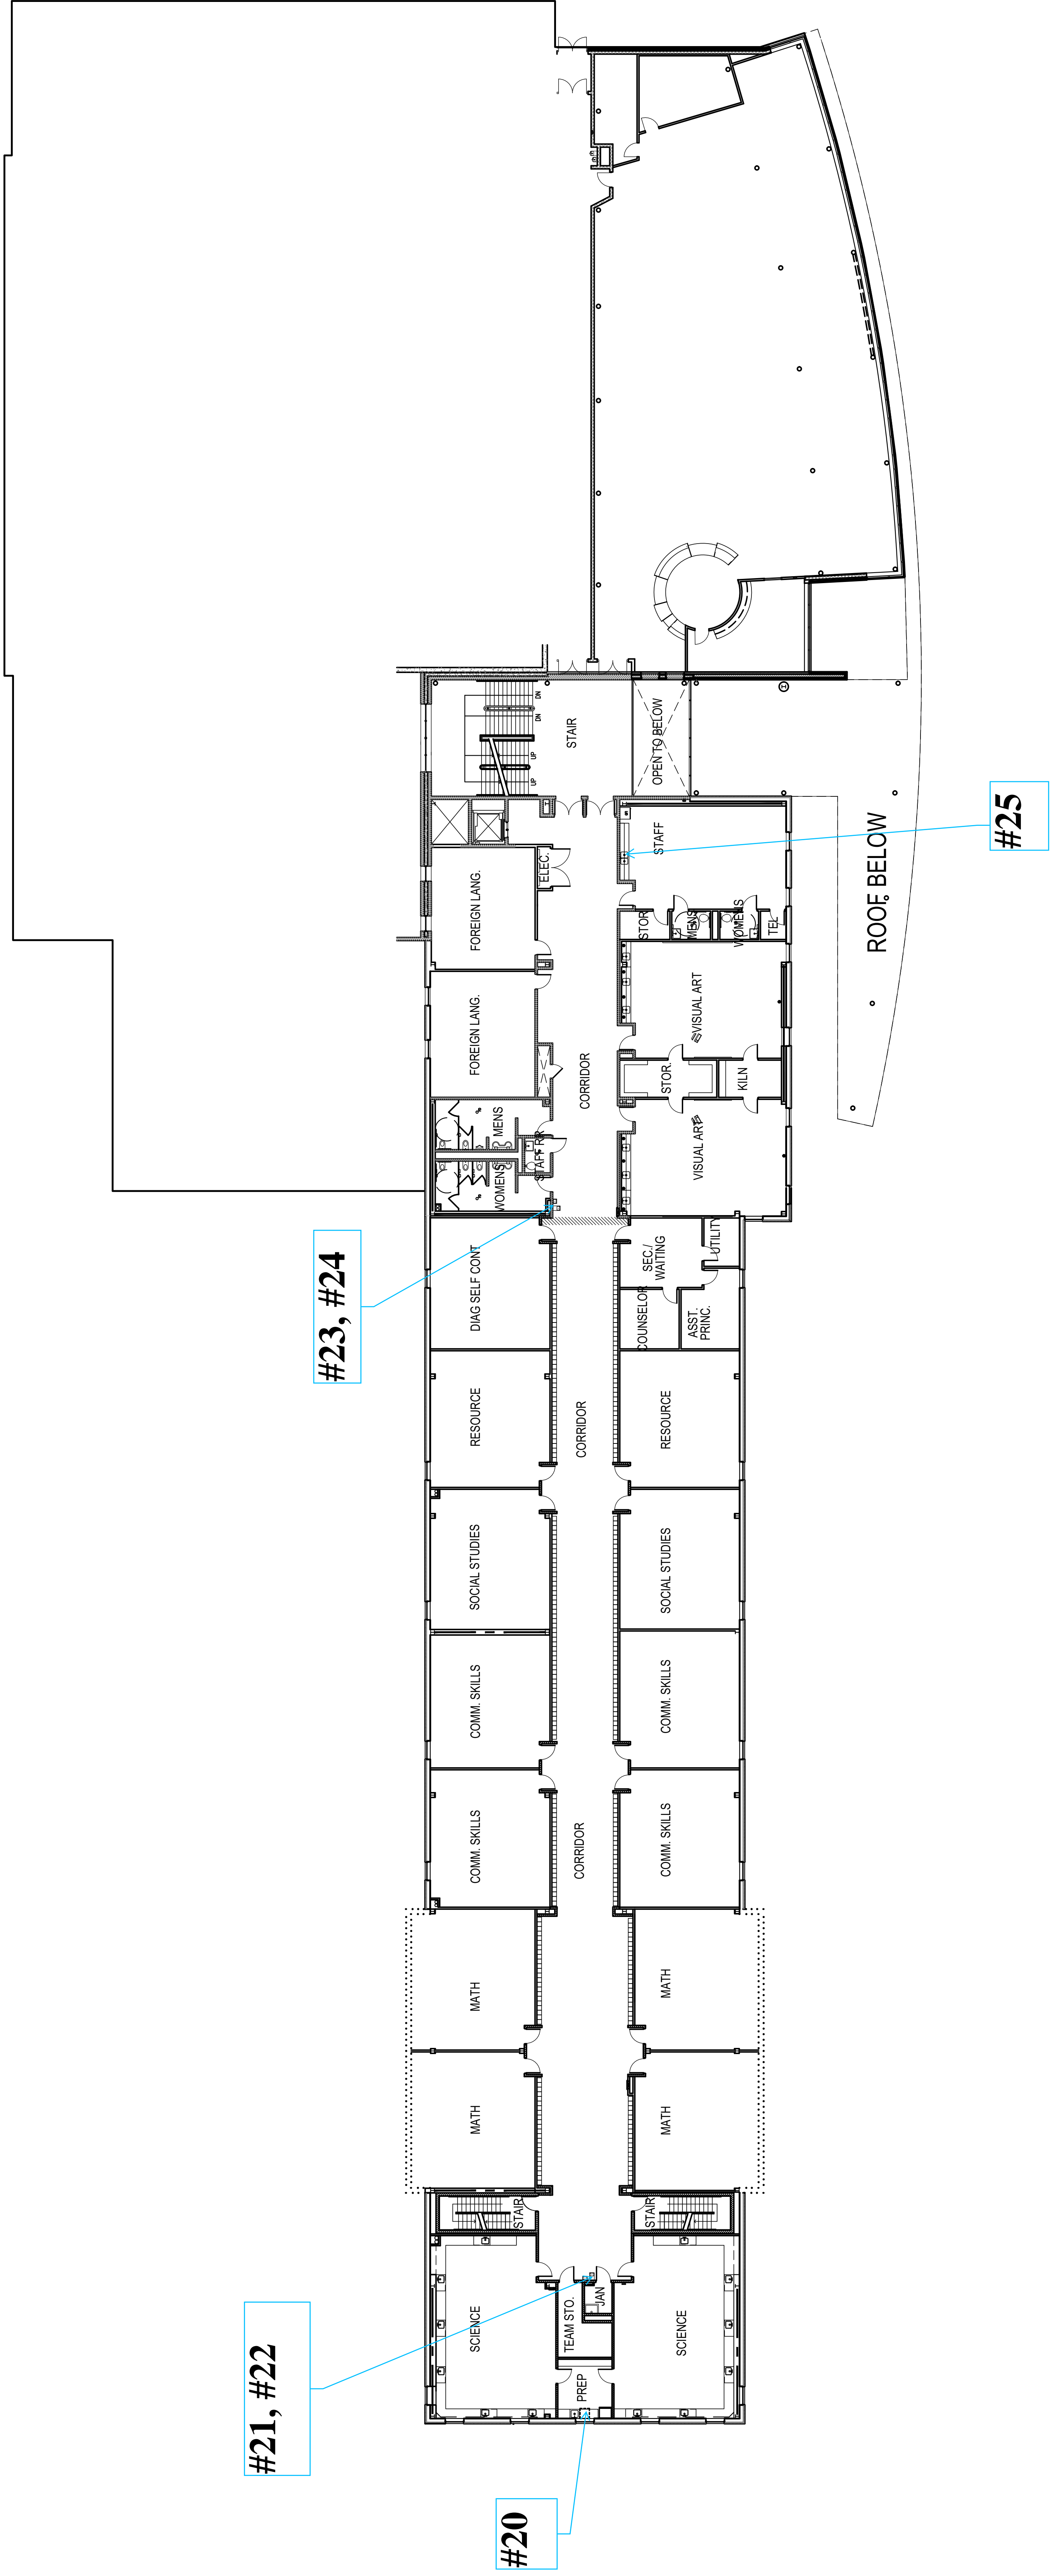 ROOF BELOW
#25
OPEN TO BELOW
STAIR
DN
DN
UP
UP
STAFF
ELEC.
FOREIGN LANG.
STOR
MENS
WOMENS
TEL
FOREIGN LANG.
VISUAL ART
CORRIDOR
STOR.
KILN
MENS
STAFF RR
WOMENS
VISUAL ART
#23, #24
DIAG SELF CONT
SEC./
WAITING
UTILITY
COUNSELOR
ASST.
PRINC.
RESOURCE
CORRIDOR
RESOURCE
SOCIAL STUDIES
SOCIAL STUDIES
COMM. SKILLS
COMM. SKILLS
COMM. SKILLS
CORRIDOR
COMM. SKILLS
MATH
MATH
MATH
MATH
STAIR
STAIR
SCIENCE
TEAM STO.
JAN
SCIENCE
PREP
#21, #22
#20